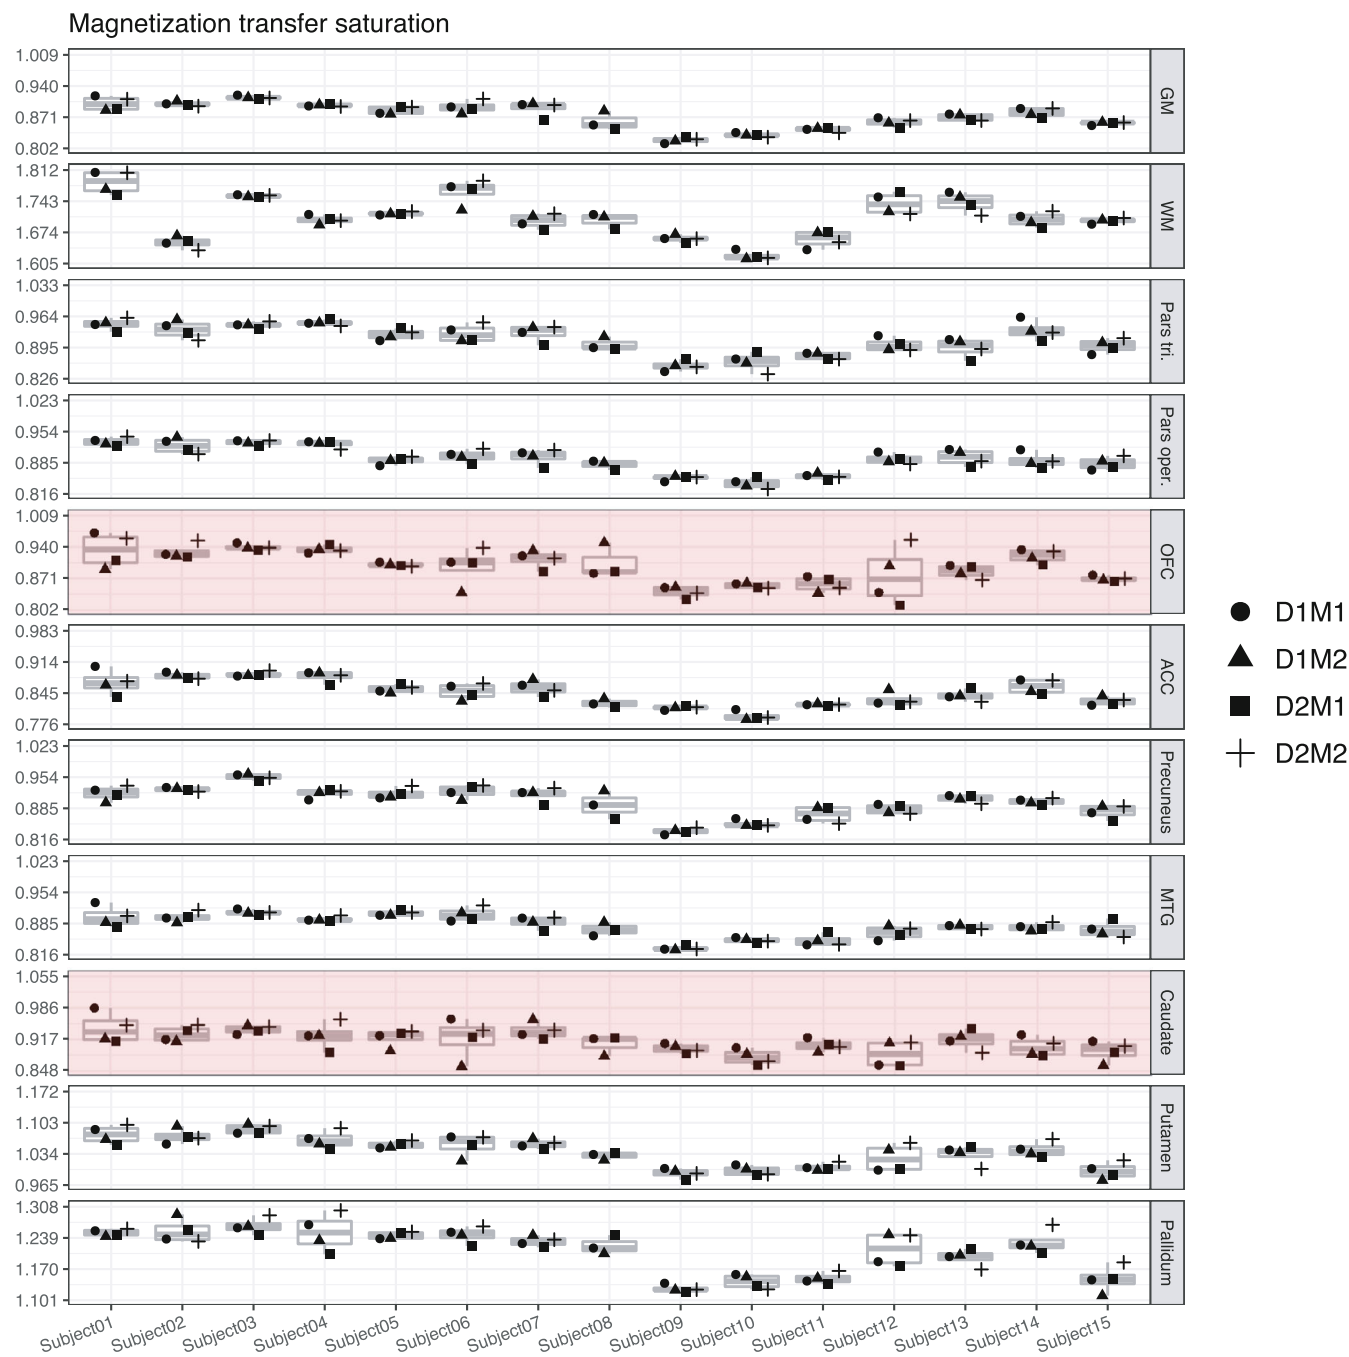 Magnetization transfer saturation
1.009
0.940
0.871
0.802
GM
1.812
1.743
1.674
1.605
WM
1.033
0.964
0.895
0.826
Pars tri.
1.023
0.954
0.885
0.816
Pars oper.
1.009
0.940
0.871
0.802
OFC
0.983
0.914
0.845
0.776
ACC
1.023
0.954
0.885
0.816
Precuneus
1.023
0.954
0.885
0.816
MTG
1.055
0.986
0.917
0.848
Caudate
1.172
1.103
1.034
0.965
Putamen
1.308
1.239
1.170
1.101
Pallidum
Subject01
Subject02
Subject03
Subject04
Subject05
Subject06
Subject07
Subject08
Subject09
Subject10
Subject11
Subject12
Subject13
Subject14
Subject15
D1M1
D1M2
D2M1
D2M2